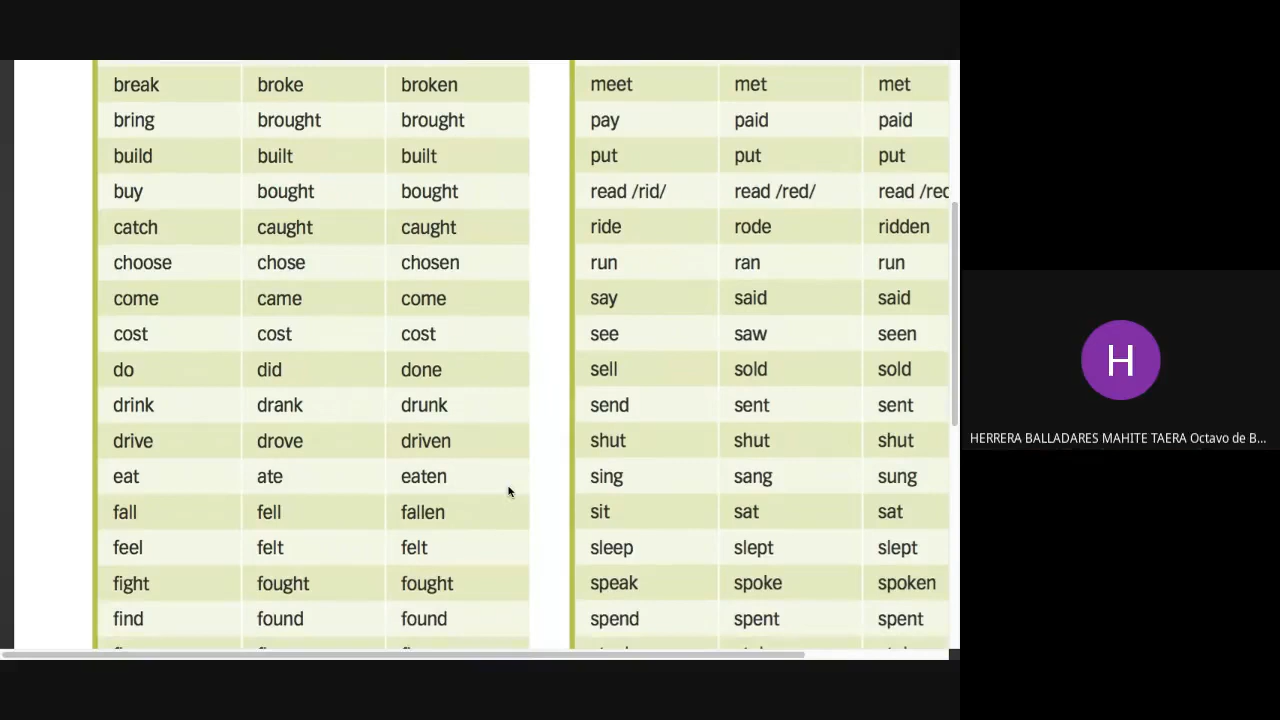 break broke broken
bring brought brought
build built built
buy bought bought
catch caught caught
choose chose chosen
come came come
cost cost cost
do did done
drink drank drunk
drive drove driven
eat ate eaten
fall fell fallen
feel felt felt
fight fought fought
find found found
meet met met
pay paid paid
put put put
read /rid/ read /red/ read /red
ride rode ridden
run ran run
say said said
see saw seen
sell sold sold
send sent sent
shut shut shut
sing sang sung
sit sat sat
sleep slept slept
speak spoke spoken
spend spent spent
H
HERRERA BALLADARES MAHITE TAERA Octavo de B...